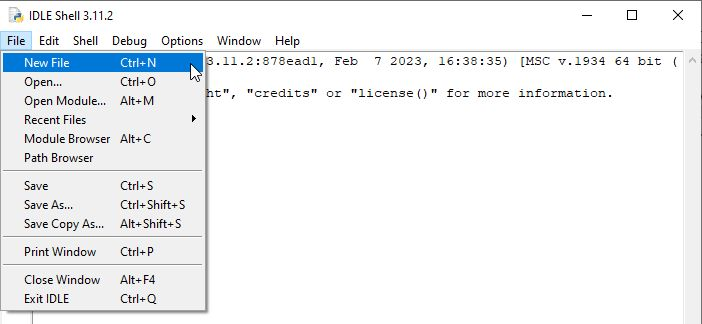 IDLE Shell 3.11.2
File Edit Shell Debug Options Window Help
New File Ctrl+N
3.11.2:878ead1, Feb 7 2023, 16:38:35) [MSC v.1934 64 bit (
Open... Ctrl+O
Open Module... Alt+M
ht", "credits" or "license()" for more information.
Recent Files
Module Browser Alt+C
Path Browser
Save Ctrl+S
Save As... Ctrl+Shift+S
Save Copy As... Alt+Shift+S
Print Window Ctrl+P
Close Window Alt+F4
Exit IDLE Ctrl+Q